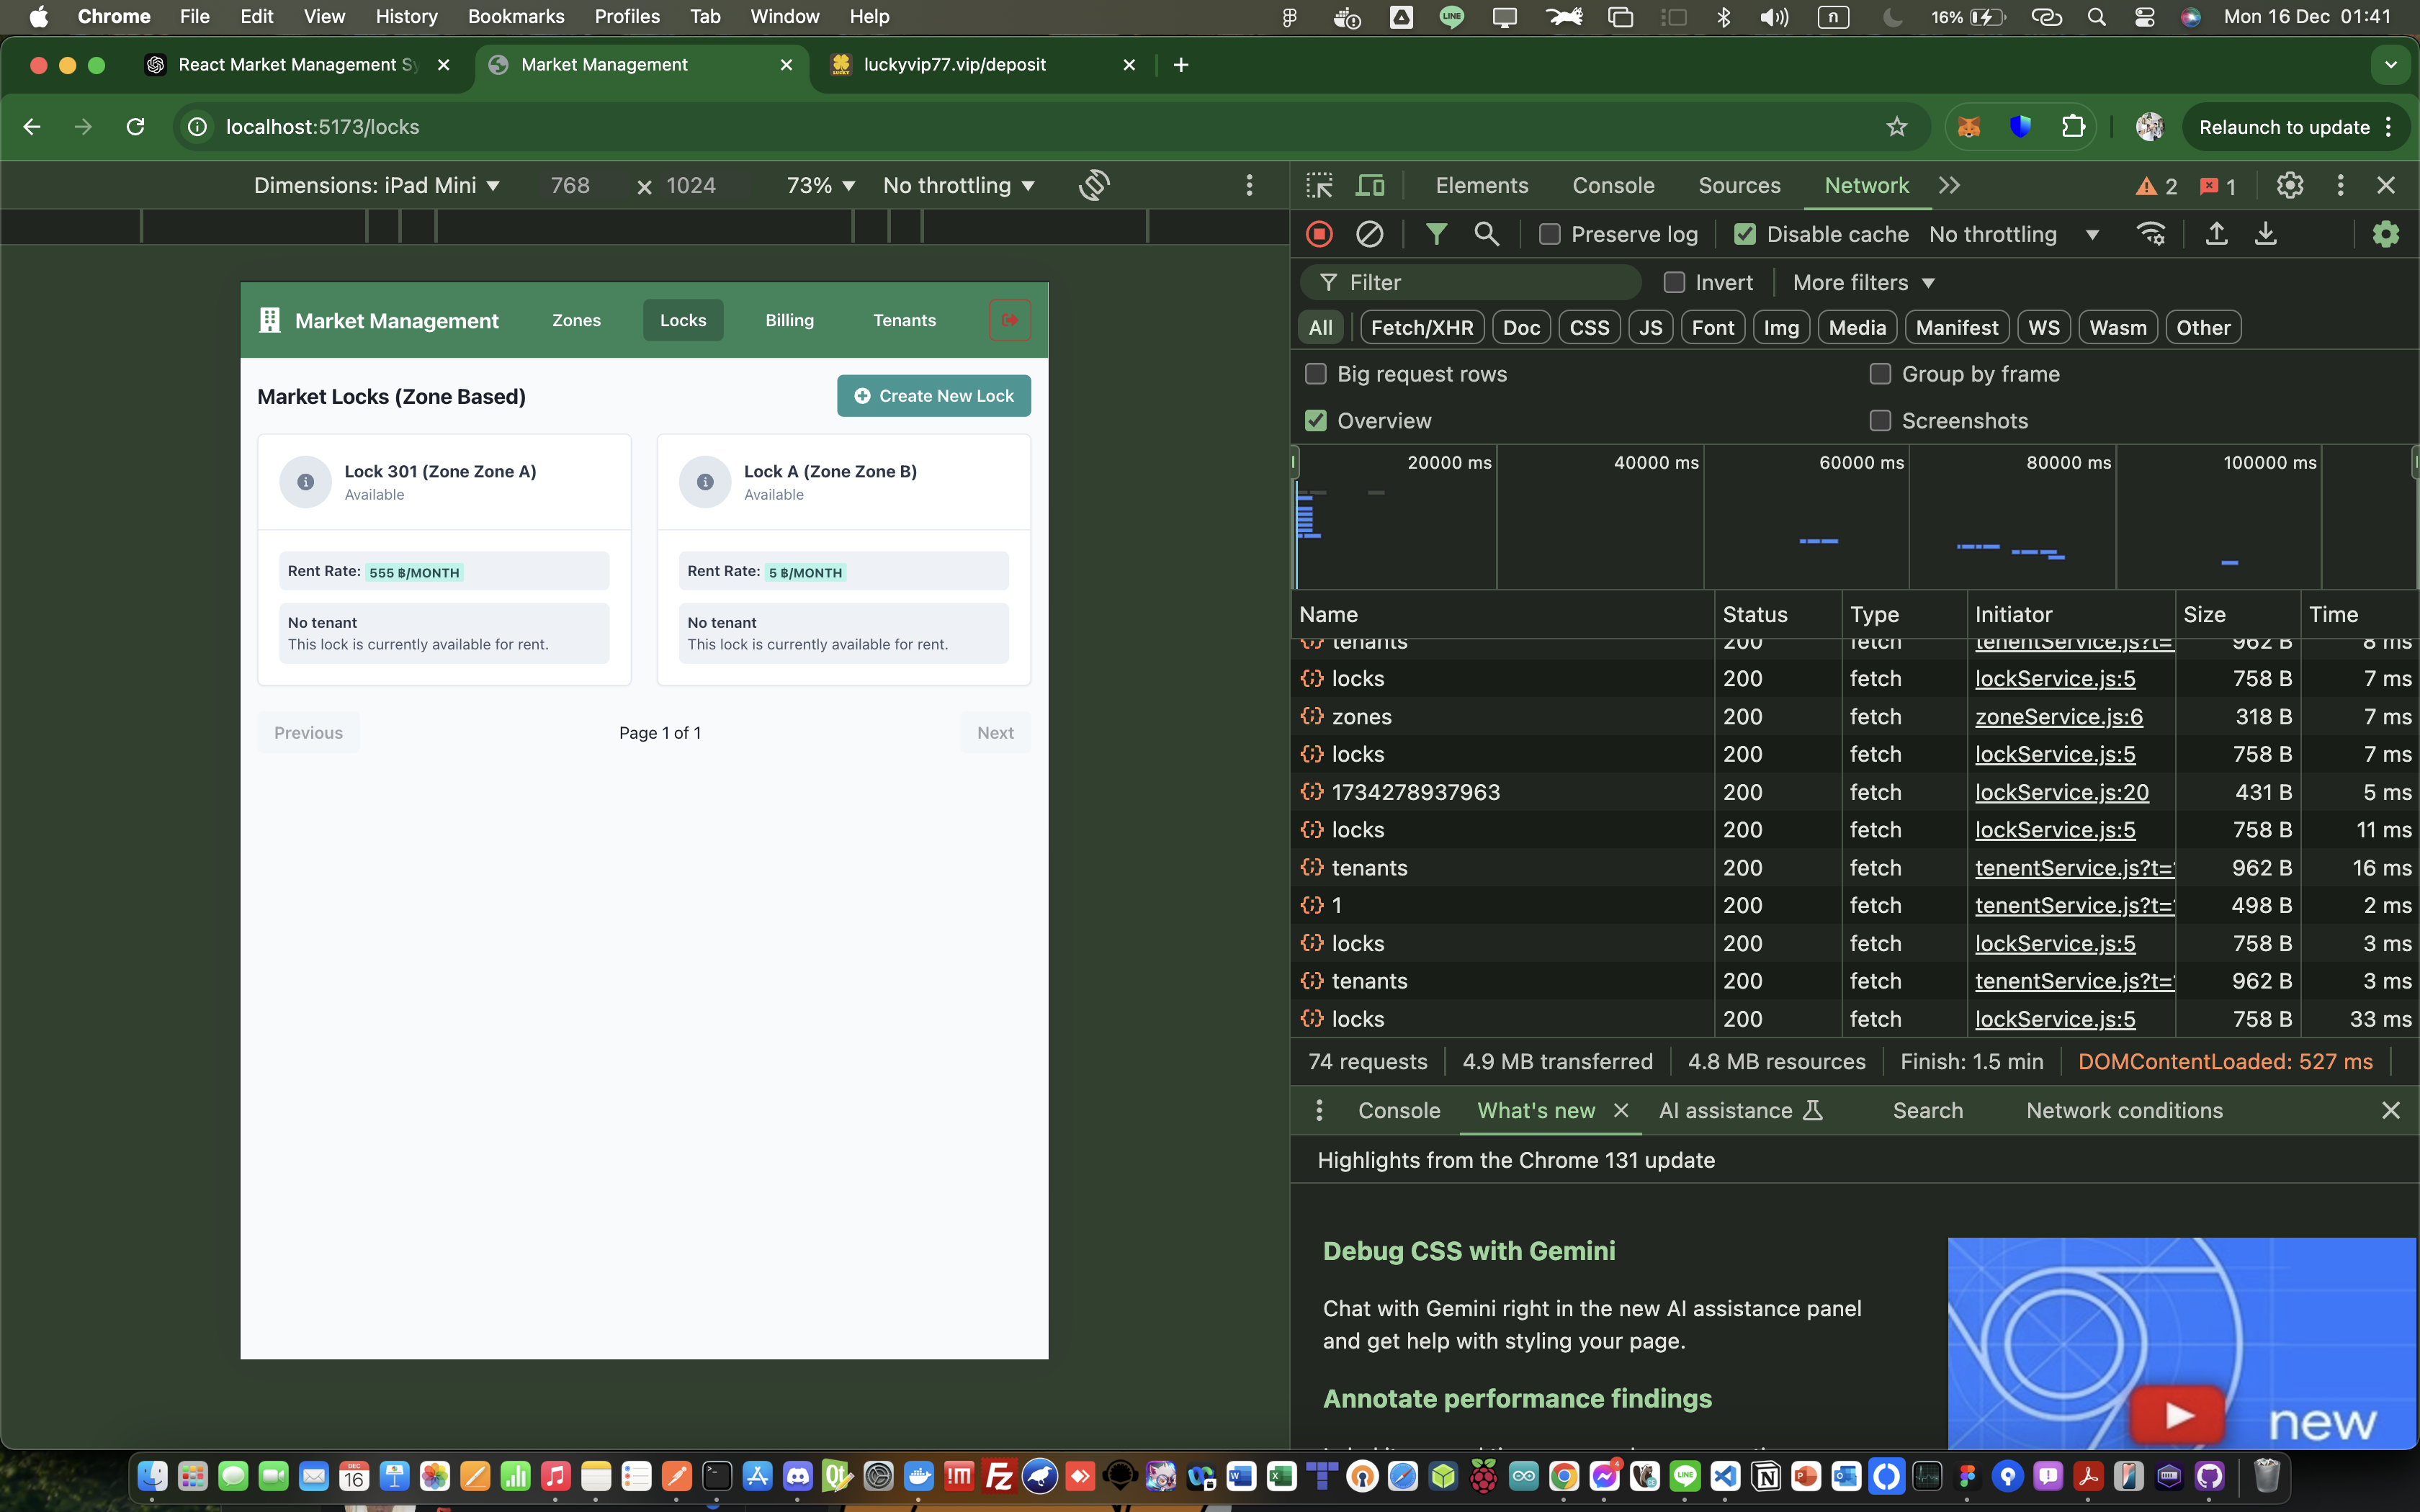 Chrome File Edit View History Bookmarks Profiles Tab Window Help
LINE ก 16% Mon 16 Dec 01:41
React Market Management Sy
Market Management
luckyvip77.vip/deposit
localhost:5173/locks
Relaunch to update
Dimensions: iPad Mini 768 × 1024 73% No throttling
Elements Console Sources Network 2 1
Preserve log Disable cache No throttling
Filter Invert More filters
All Fetch/XHR Doc CSS JS Font Img Media Manifest WS Wasm Other
Big request rows Group by frame
Overview Screenshots
20000 ms 40000 ms 60000 ms 80000 ms 100000 ms
Market Management Zones Locks Billing Tenants
Market Locks (Zone Based) Create New Lock
Lock 301 (Zone Zone A)
Available
Rent Rate: 555 ฿/MONTH
No tenant
This lock is currently available for rent.
Lock A (Zone Zone B)
Available
Rent Rate: 5 ฿/MONTH
No tenant
This lock is currently available for rent.
Previous Page 1 of 1 Next
Name Status Type Initiator Size Time
tenants 200 fetch tenentService.js?t= 962 B 8 ms
locks 200 fetch lockService.js:5 758 B 7 ms
zones 200 fetch zoneService.js:6 318 B 7 ms
locks 200 fetch lockService.js:5 758 B 7 ms
1734278937963 200 fetch lockService.js:20 431 B 5 ms
locks 200 fetch lockService.js:5 758 B 11 ms
tenants 200 fetch tenentService.js?t= 962 B 16 ms
1 200 fetch tenentService.js?t= 498 B 2 ms
locks 200 fetch lockService.js:5 758 B 3 ms
tenants 200 fetch tenentService.js?t= 962 B 3 ms
locks 200 fetch lockService.js:5 758 B 33 ms
74 requests 4.9 MB transferred 4.8 MB resources Finish: 1.5 min DOMContentLoaded: 527 ms
Console What's new AI assistance Search Network conditions
Highlights from the Chrome 131 update
Debug CSS with Gemini
Chat with Gemini right in the new AI assistance panel
and get help with styling your page.
Annotate performance findings
new
DEC
16